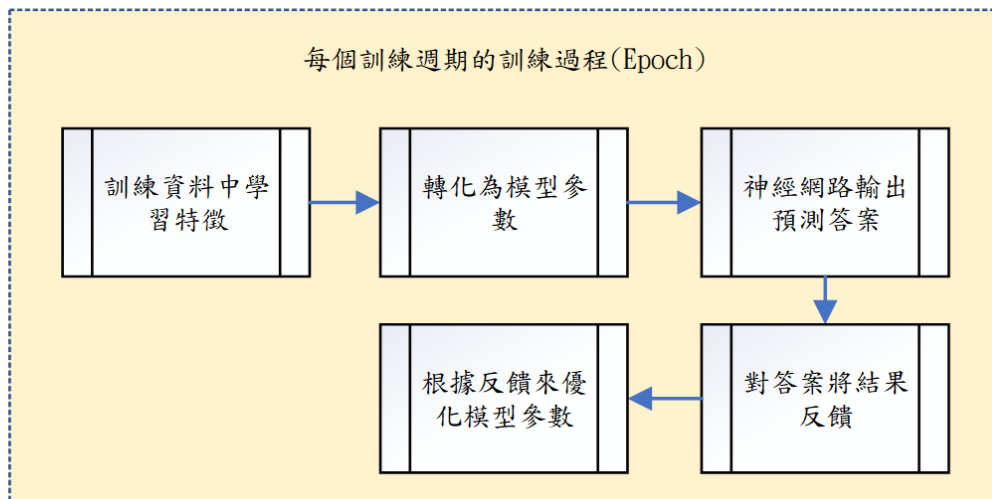 每個訓練週期的訓練過程(Epoch)
訓練資料中學
習特徵
轉化為模型參
數
神經網路輸出
預測答案
對答案將結果
反饋
根據反饋來優
化模型參數